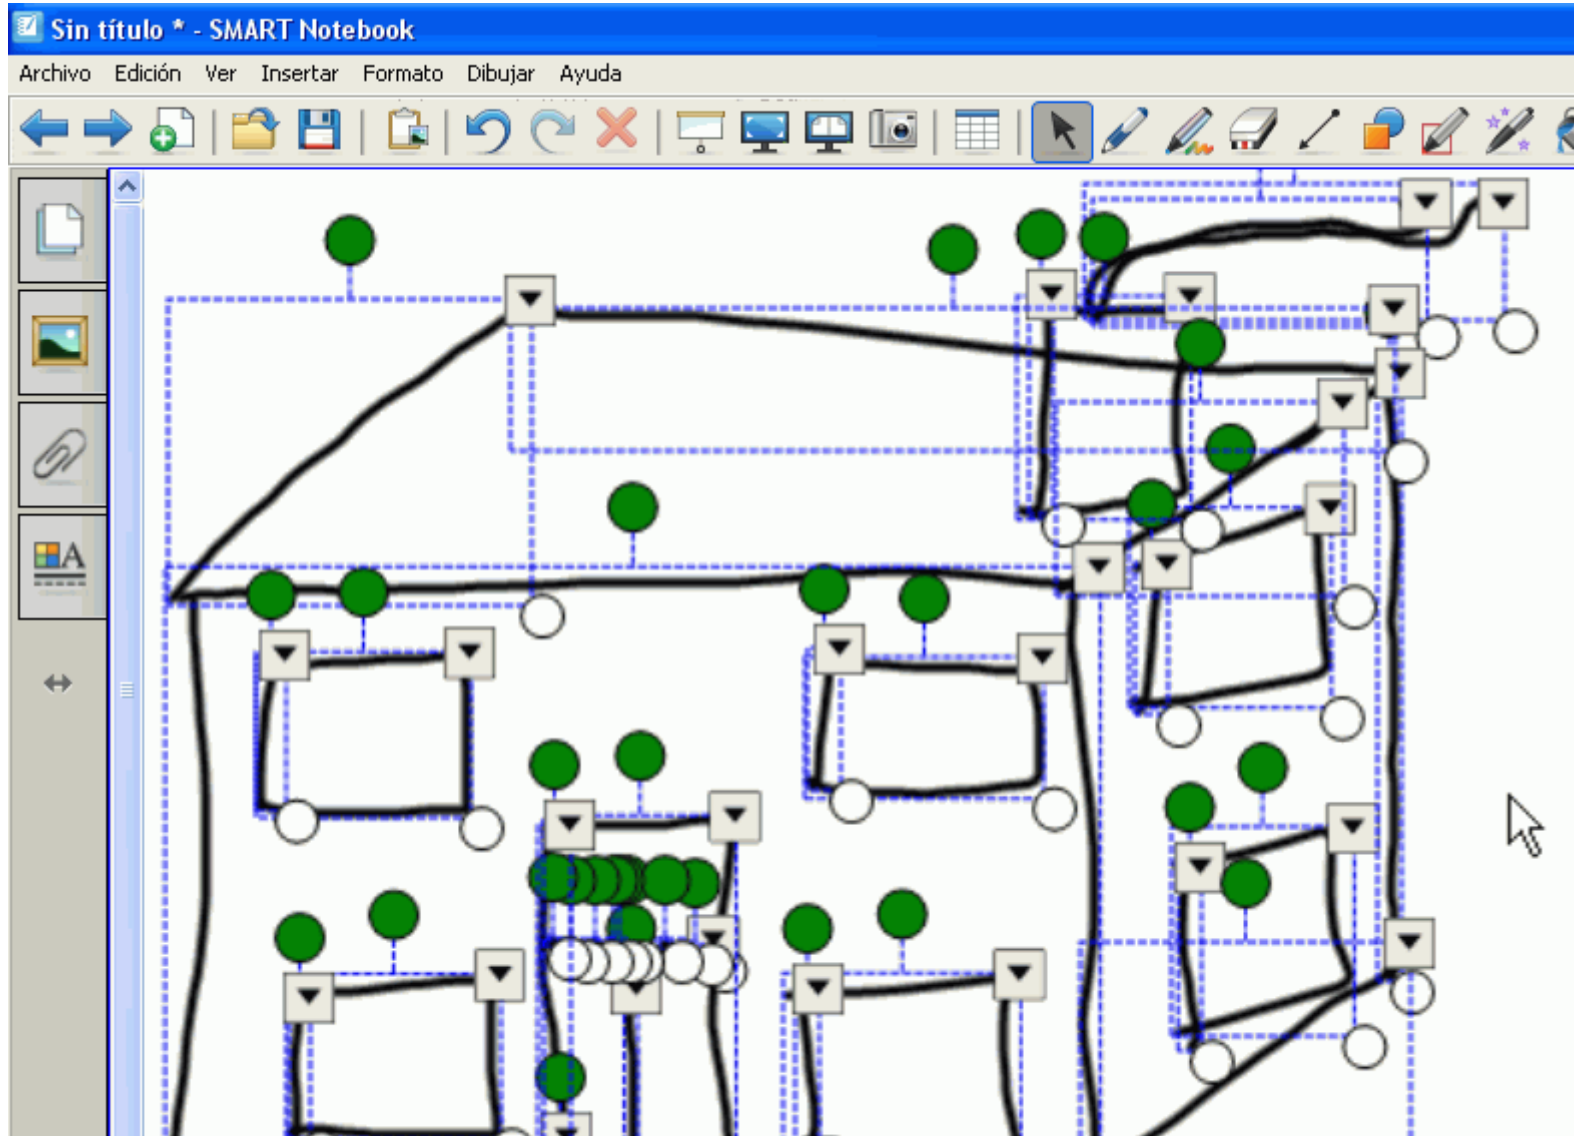 Sin título * - SMART Notebook
Archivo Edición Ver Insertar Formato Dibujar Ayuda
A